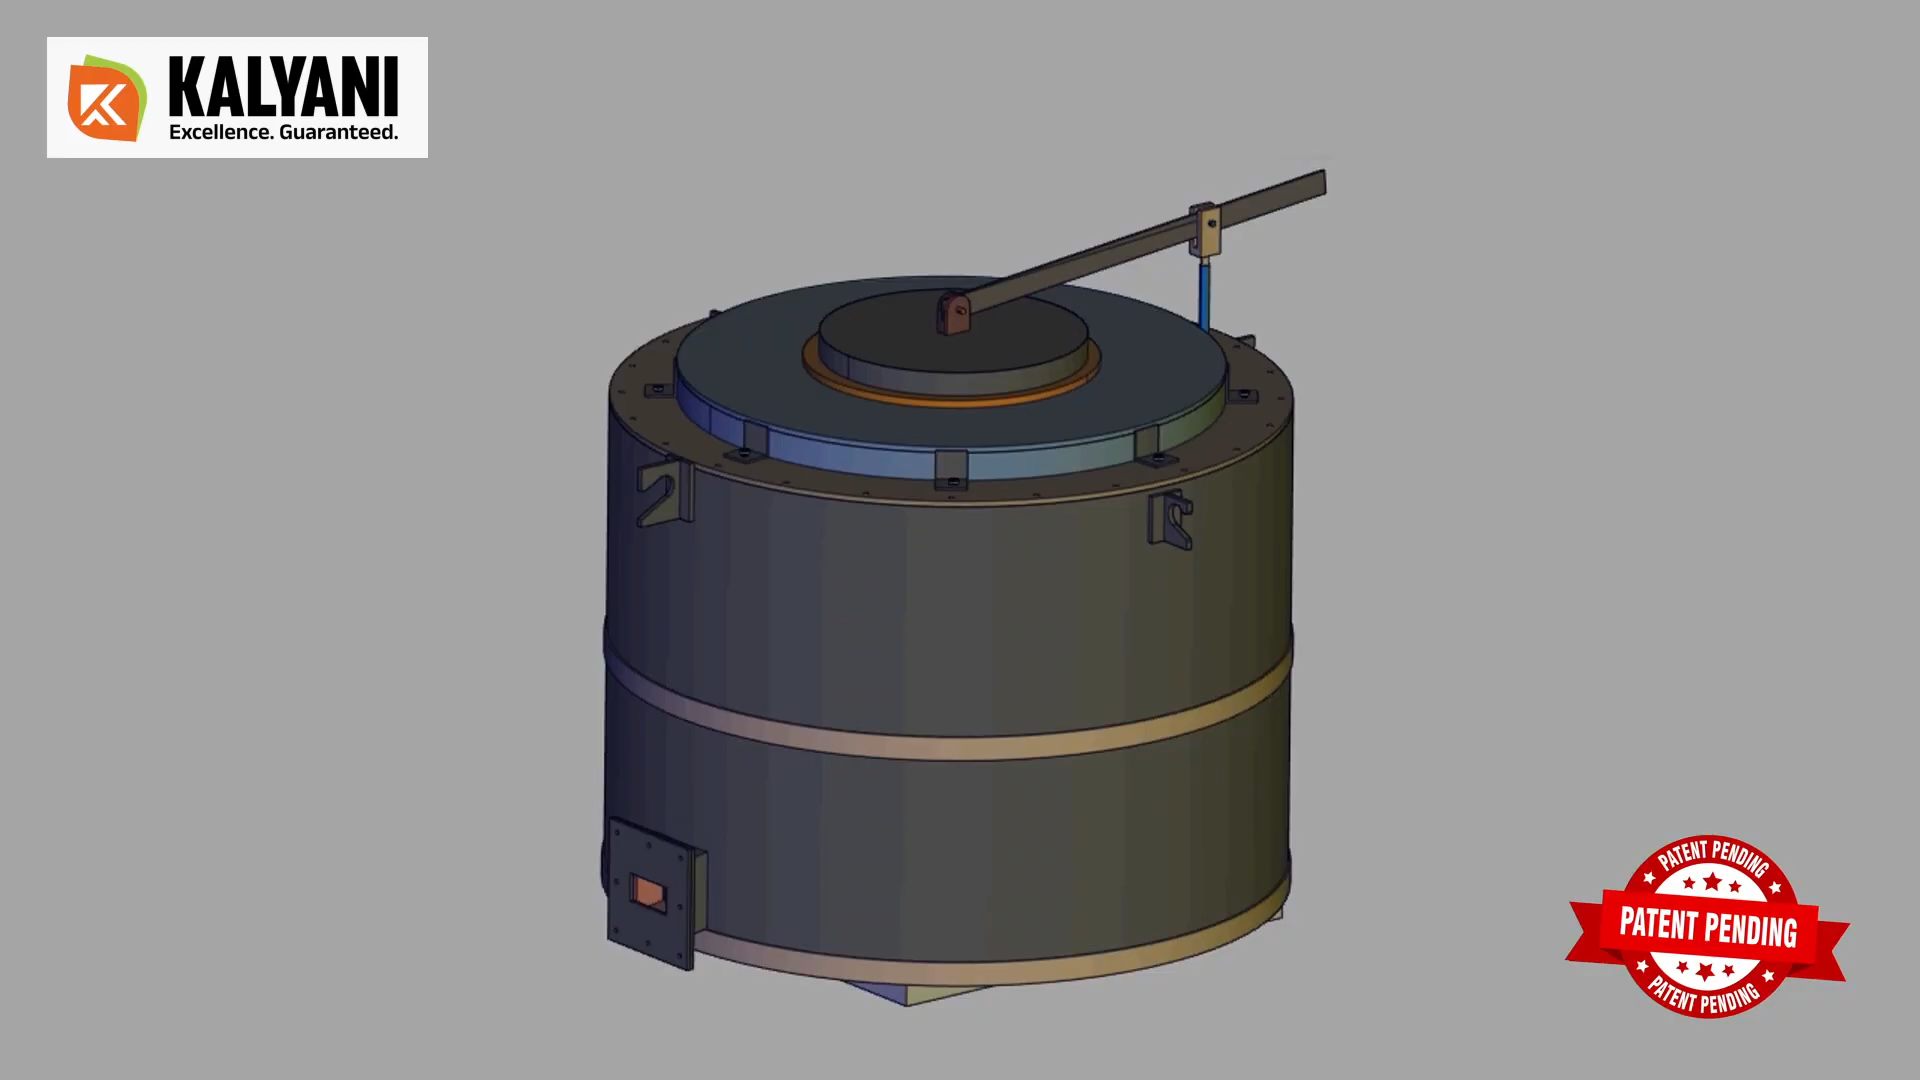 KALYANI
Excellence. Guaranteed.
PATENT PENDING
PATENT PENDING
PATENT PENDING